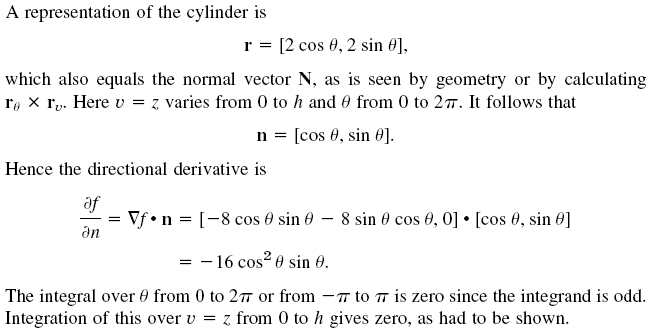 A representation of the cylinder is
r = [2 cos θ, 2 sin θ],
which also equals the normal vector N, as is seen by geometry or by calculating
r_θ × r_v. Here v = z varies from 0 to h and θ from 0 to 2π. It follows that
n = [cos θ, sin θ].
Hence the directional derivative is
∂f/∂n = ∇f • n = [−8 cos θ sin θ − 8 sin θ cos θ, 0] • [cos θ, sin θ]
= −16 cos² θ sin θ.
The integral over θ from 0 to 2π or from −π to π is zero since the integrand is odd.
Integration of this over v = z from 0 to h gives zero, as had to be shown.